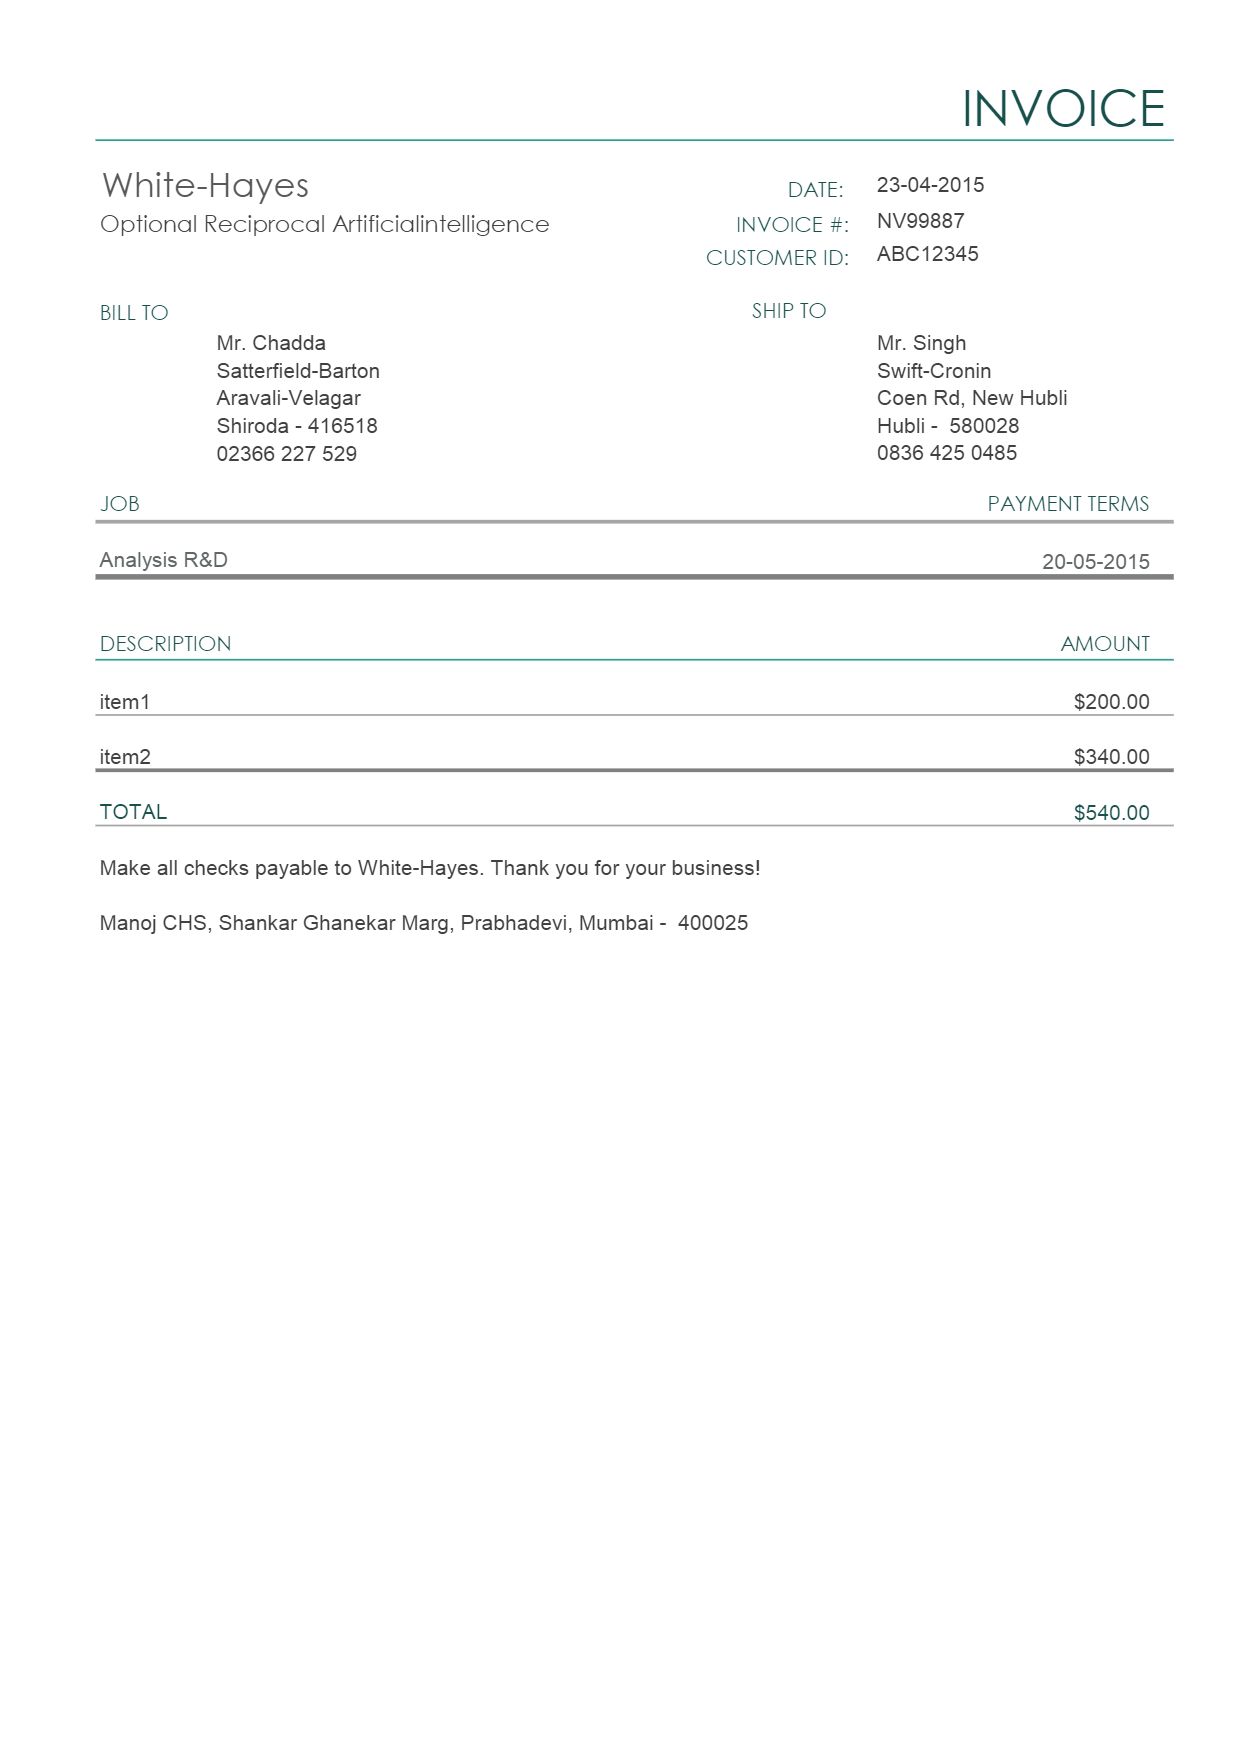 INVOICE
White-Hayes
Optional Reciprocal Artificialintelligence
DATE: 23-04-2015
INVOICE #: NV99887
CUSTOMER ID: ABC12345
BILL TO
Mr. Chadda
Satterfield-Barton
Aravali-Velagar
Shiroda - 416518
02366 227 529
SHIP TO
Mr. Singh
Swift-Cronin
Coen Rd, New Hubli
Hubli -  580028
0836 425 0485
JOB PAYMENT TERMS
Analysis R&D 20-05-2015
DESCRIPTION AMOUNT
item1 $200.00
item2 $340.00
TOTAL $540.00
Make all checks payable to White-Hayes. Thank you for your business!
Manoj CHS, Shankar Ghanekar Marg, Prabhadevi, Mumbai -  400025